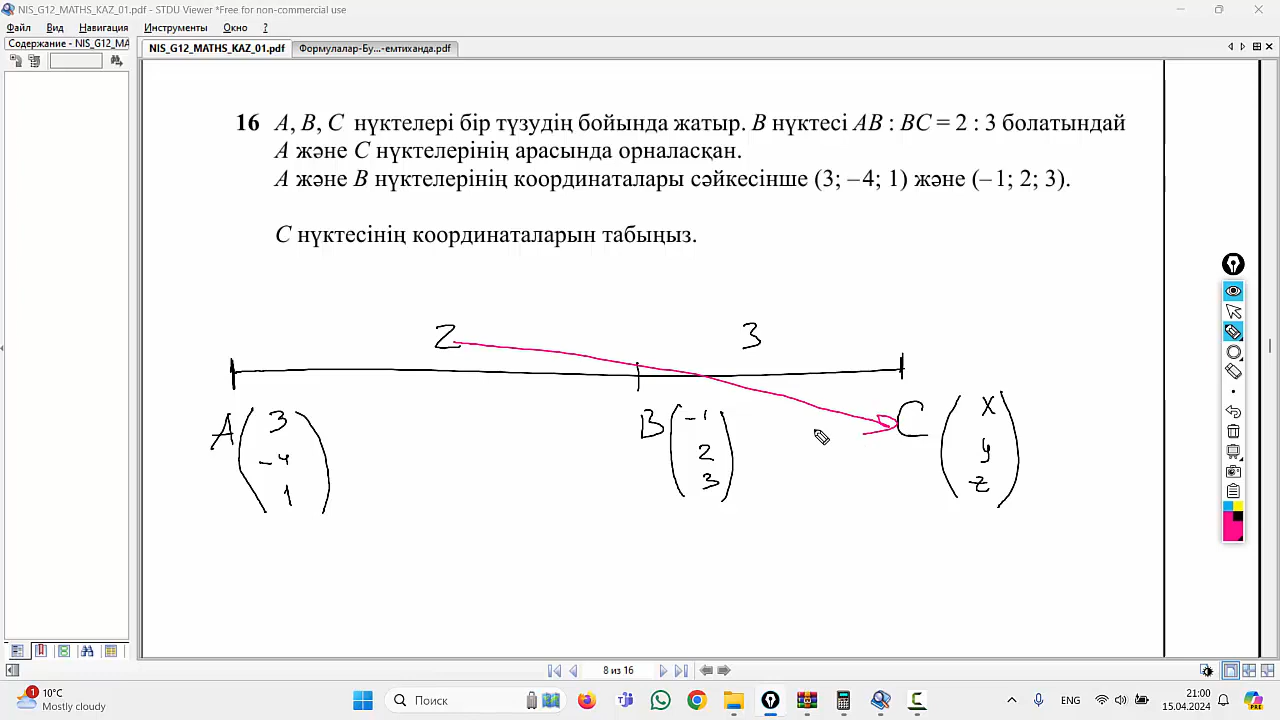 NIS_G12_MATHS_KAZ_01.pdf - STDU Viewer *Free for non-commercial use
Файл Вид Навигация Инструменты Окно ?
Содержание - NIS_G12_MA
NIS_G12_MATHS_KAZ_01.pdf Формулалар-Бу...-емтиханда.pdf
16 A, B, C нүктелері бір түзудің бойында жатыр. B нүктесі AB : BC = 2 : 3 болатындай
A және C нүктелерінің арасында орналасқан.
A және B нүктелерінің координаталары сәйкесінше (3; –4; 1) және (–1; 2; 3).
C нүктесінің координаталарын табыңыз.
2 3
A ( 3 -4 1 ) B ( -1 2 3 ) C ( x y z )
8 из 16
1 10°C
Mostly cloudy
Поиск
ENG
21:00
15.04.2024
PRE